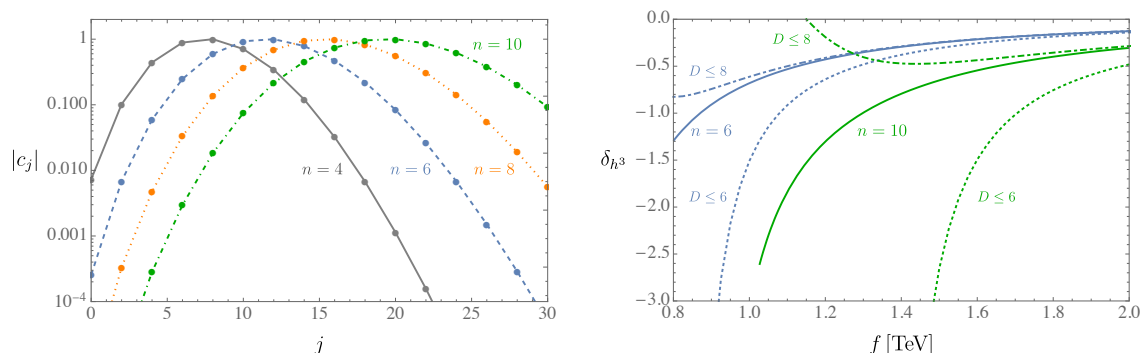 1
0.100
0.010
0.001
10⁻⁴
|c_j|
n = 10
n = 4
n = 6
n = 8
0 5 10 15 20 25 30
j
0.0
−0.5
−1.0
−1.5
−2.0
−2.5
−3.0
δ_{h³}
D ≤ 8
D ≤ 8
n = 6
n = 10
D ≤ 6
D ≤ 6
0.8 1.0 1.2 1.4 1.6 1.8 2.0
f [TeV]